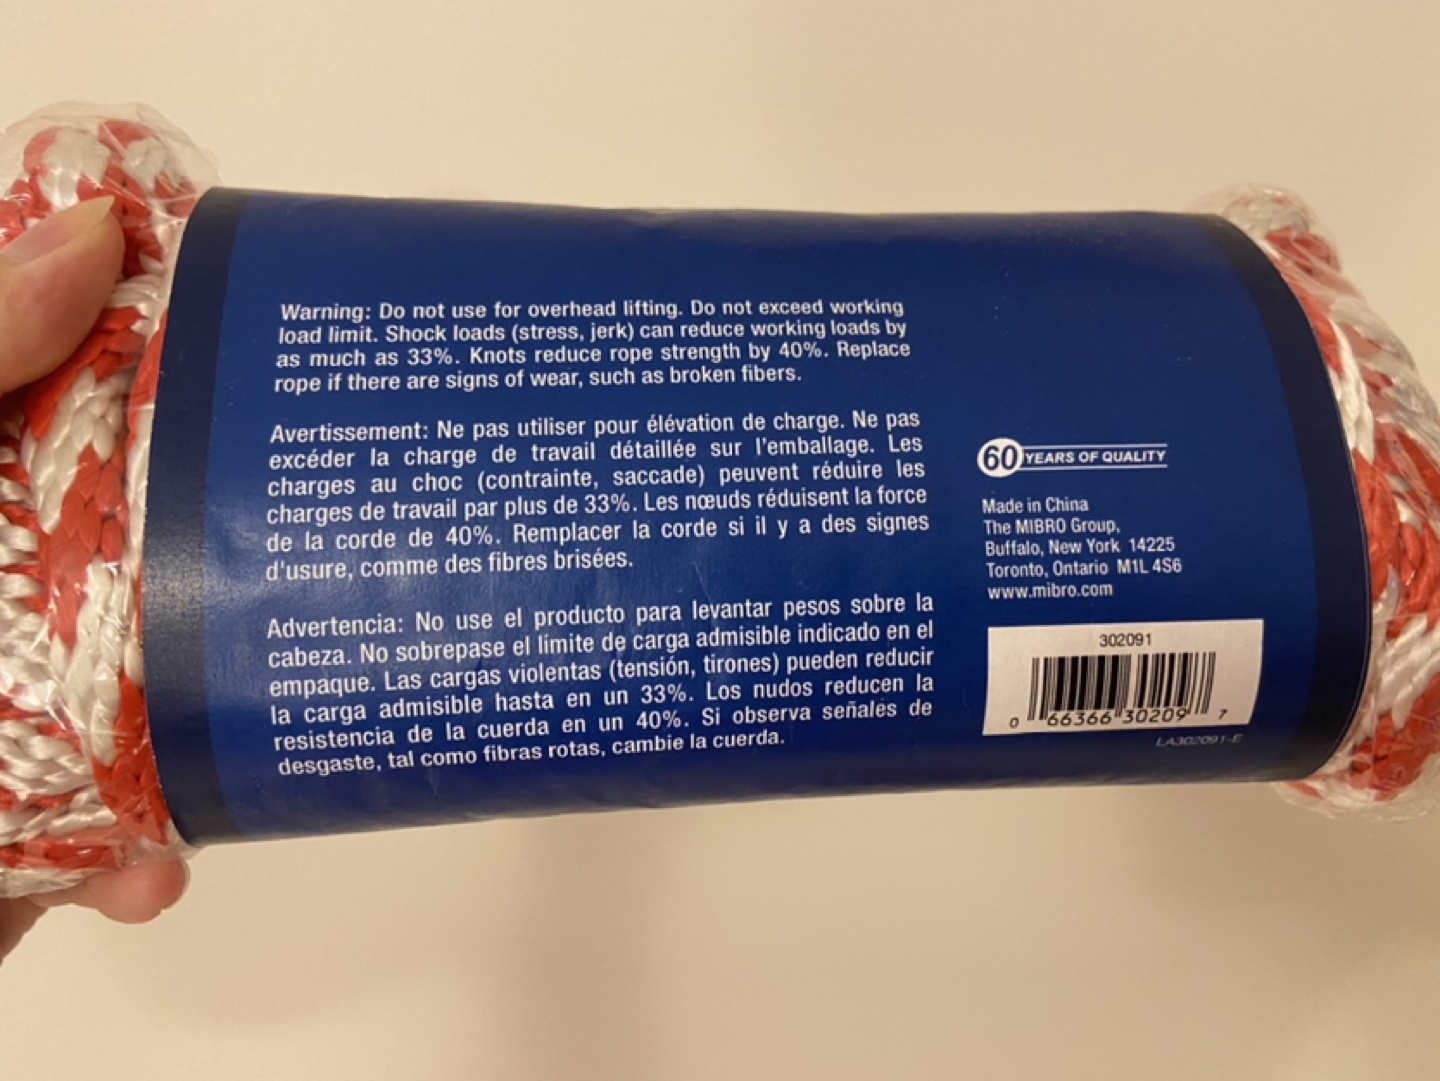 Warning: Do not use for overhead lifting. Do not exceed working
load limit. Shock loads (stress, jerk) can reduce working loads by
as much as 33%. Knots reduce rope strength by 40%. Replace
rope if there are signs of wear, such as broken fibers.
Avertissement: Ne pas utiliser pour élévation de charge. Ne pas
excéder la charge de travail détaillée sur l'emballage. Les
charges au choc (contrainte, saccade) peuvent réduire les
charges de travail par plus de 33%. Les nœuds réduisent la force
de la corde de 40%. Remplacer la corde si il y a des signes
d'usure, comme des fibres brisées.
Advertencia: No use el producto para levantar pesos sobre la
cabeza. No sobrepase el límite de carga admisible indicado en el
empaque. Las cargas violentas (tensión, tirones) pueden reducir
la carga admisible hasta en un 33%. Los nudos reducen la
resistencia de la cuerda en un 40%. Si observa señales de
desgaste, tal como fibras rotas, cambie la cuerda.
60 YEARS OF QUALITY
Made in China
The MIBRO Group,
Buffalo, New York 14225
Toronto, Ontario M1L 4S6
www.mibro.com
302091
0 66366 30209 7
LA302091-E